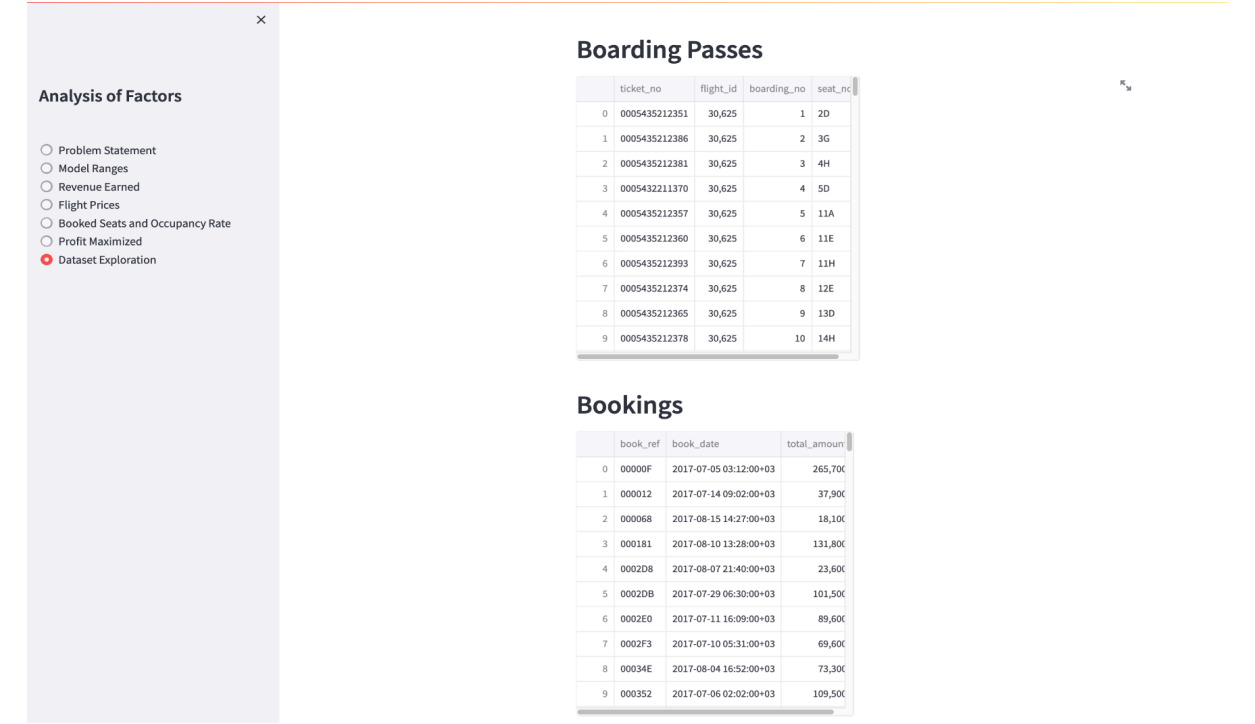 ×
Analysis of Factors
Problem Statement
Model Ranges
Revenue Earned
Flight Prices
Booked Seats and Occupancy Rate
Profit Maximized
Dataset Exploration
Boarding Passes
ticket_no flight_id boarding_no seat_no
0 0005435212351 30,625 1 2D
1 0005435212386 30,625 2 3G
2 0005435212381 30,625 3 4H
3 0005432211370 30,625 4 5D
4 0005435212357 30,625 5 11A
5 0005435212360 30,625 6 11E
6 0005435212393 30,625 7 11H
7 0005435212374 30,625 8 12E
8 0005435212365 30,625 9 13D
9 0005435212378 30,625 10 14H
Bookings
book_ref book_date total_amoun
0 00000F 2017-07-05 03:12:00+03 265,700
1 000012 2017-07-14 09:02:00+03 37,900
2 000068 2017-08-15 14:27:00+03 18,100
3 000181 2017-08-10 13:28:00+03 131,800
4 0002D8 2017-08-07 21:40:00+03 23,600
5 0002DB 2017-07-29 06:30:00+03 101,500
6 0002E0 2017-07-11 16:09:00+03 89,600
7 0002F3 2017-07-10 05:31:00+03 69,600
8 00034E 2017-08-04 16:52:00+03 73,300
9 000352 2017-07-06 02:02:00+03 109,500